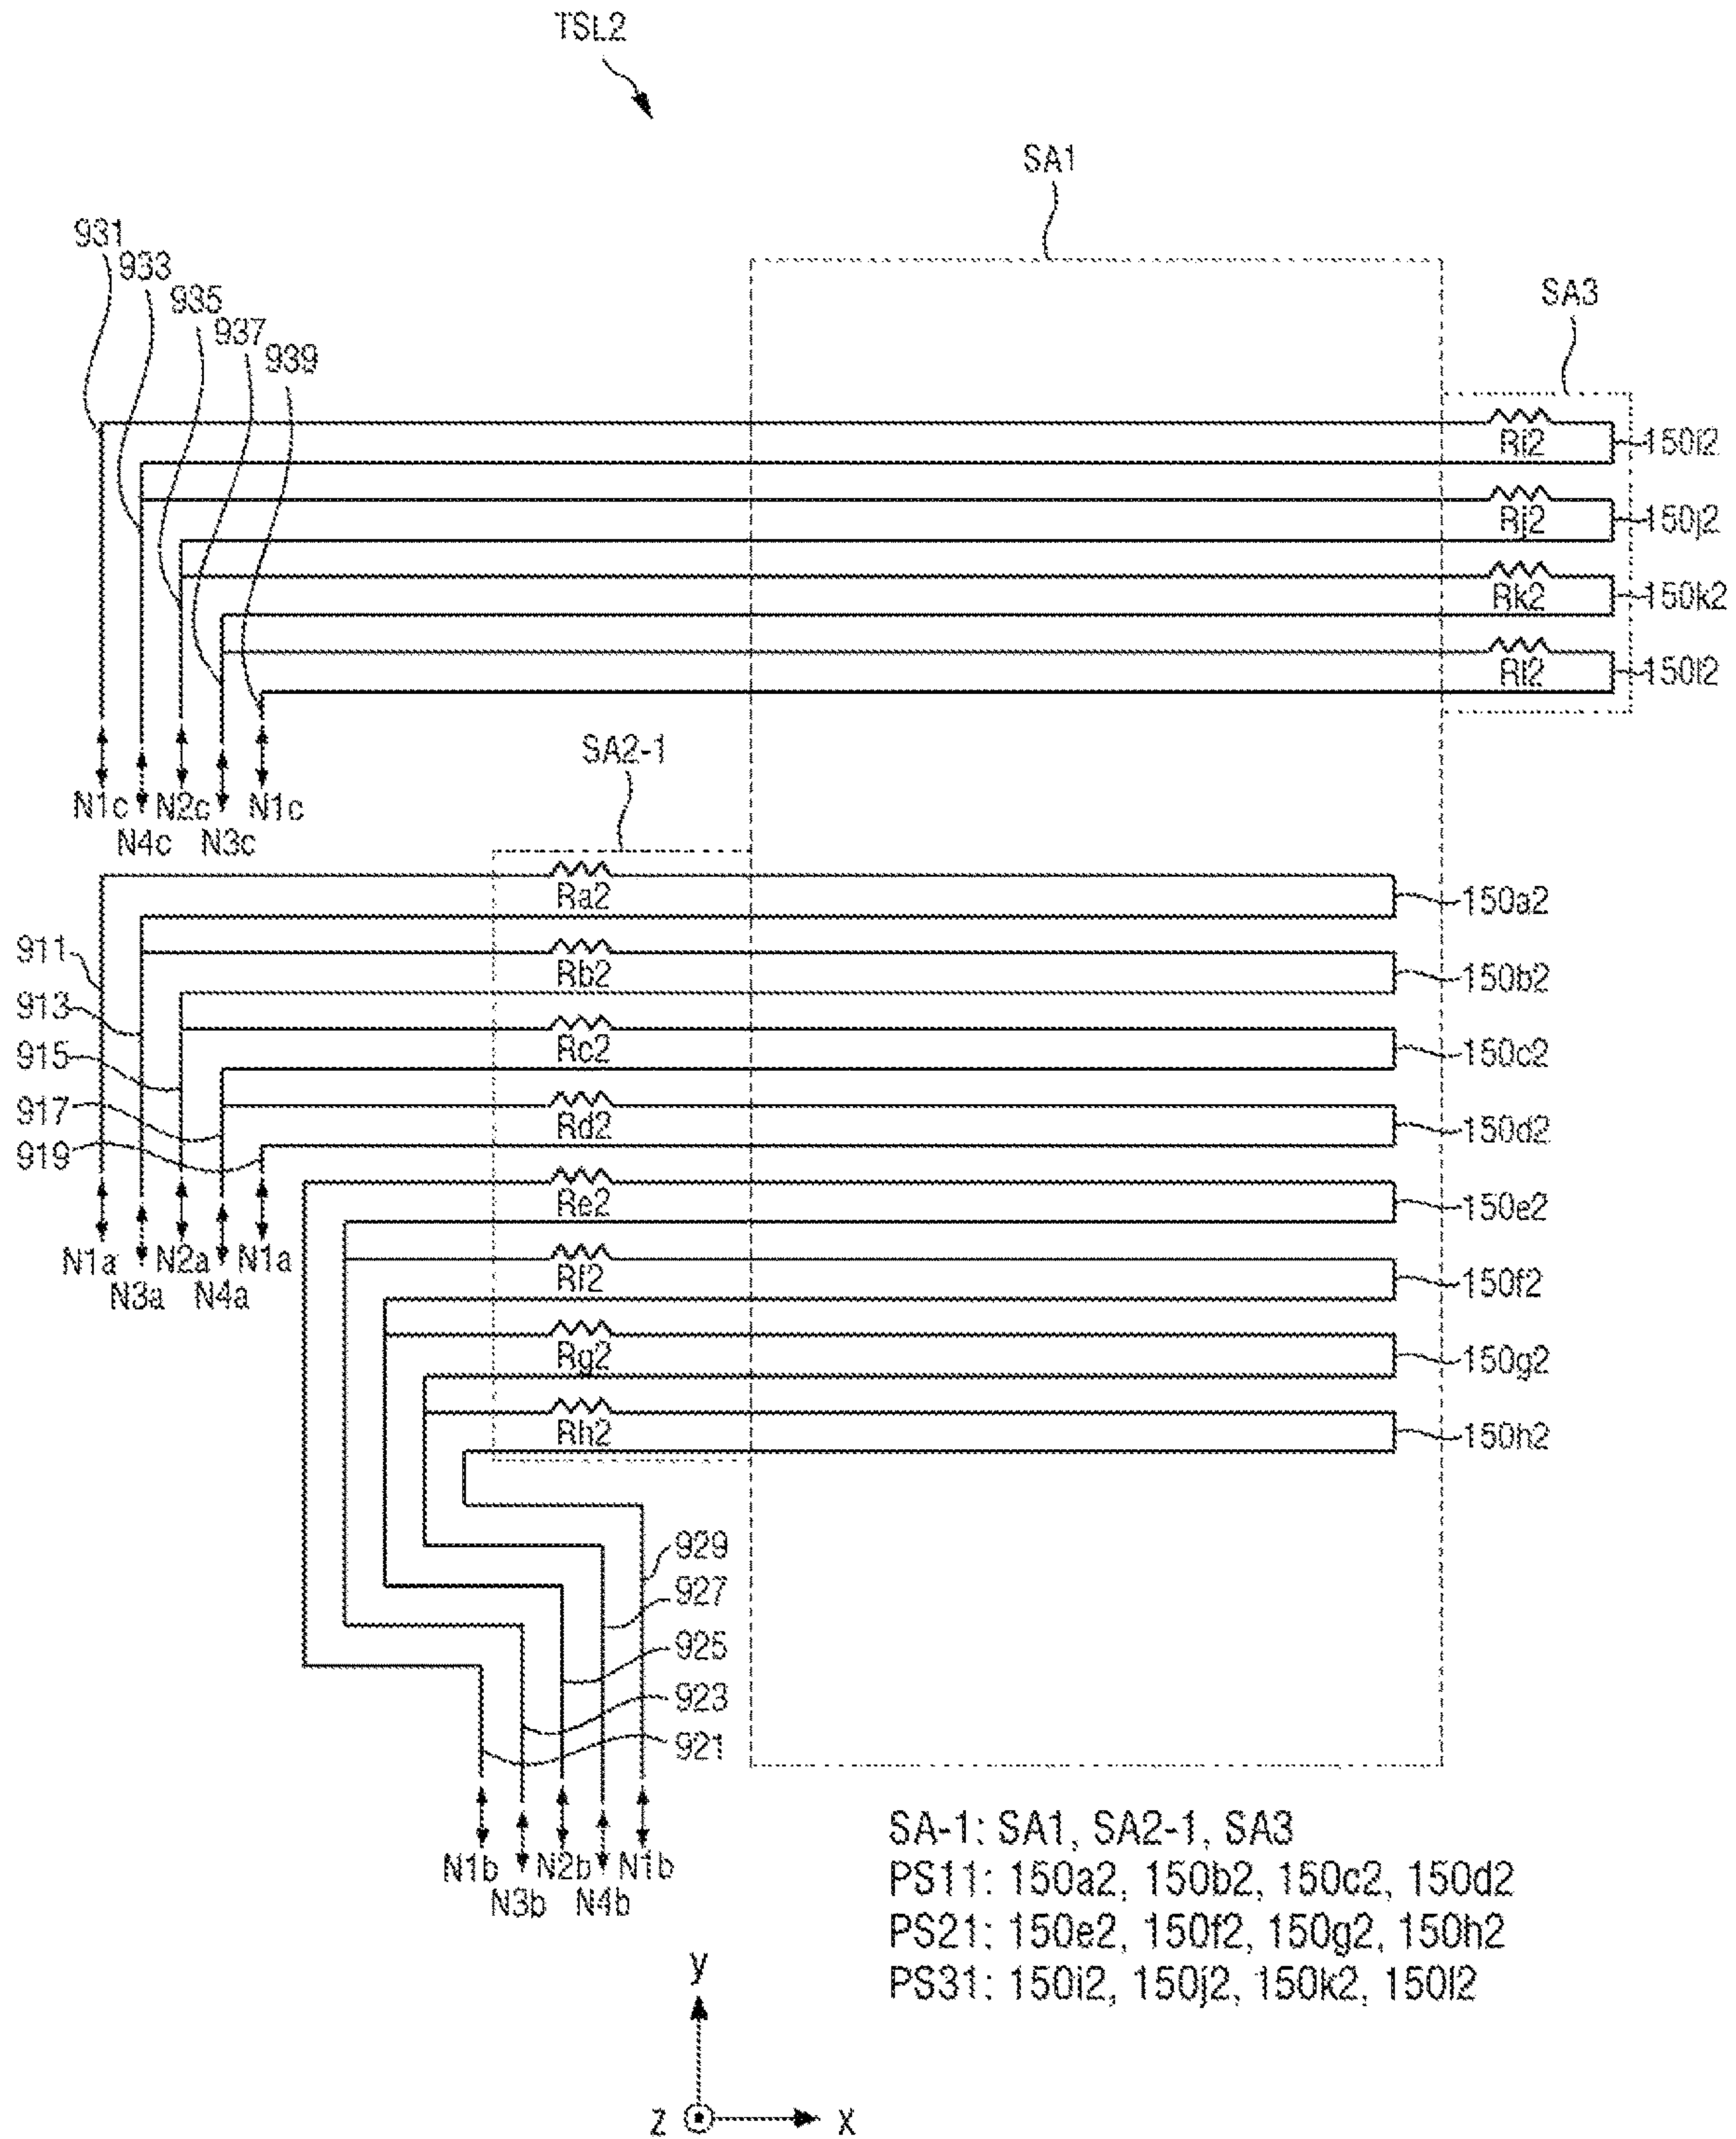 TSL2
SA1
SA3
931
933
935
937
939
Ri2
150i2
Rj2
150j2
Rk2
150k2
Rl2
150l2
N1c N2c N1c
N4c N3c
SA2-1
Ra2
150a2
911
Rb2
150b2
913
915
Rc2
150c2
917
Rd2
150d2
919
Re2
150e2
N1a N2a N1a
N3a N4a
Rf2
150f2
Rg2
150g2
Rh2
150h2
929
927
925
923
921
N1b N2b N1b
N3b N4b
SA-1: SA1, SA2-1, SA3
PS11: 150a2, 150b2, 150c2, 150d2
PS21: 150e2, 150f2, 150g2, 150h2
PS31: 150i2, 150j2, 150k2, 150l2
y
z x